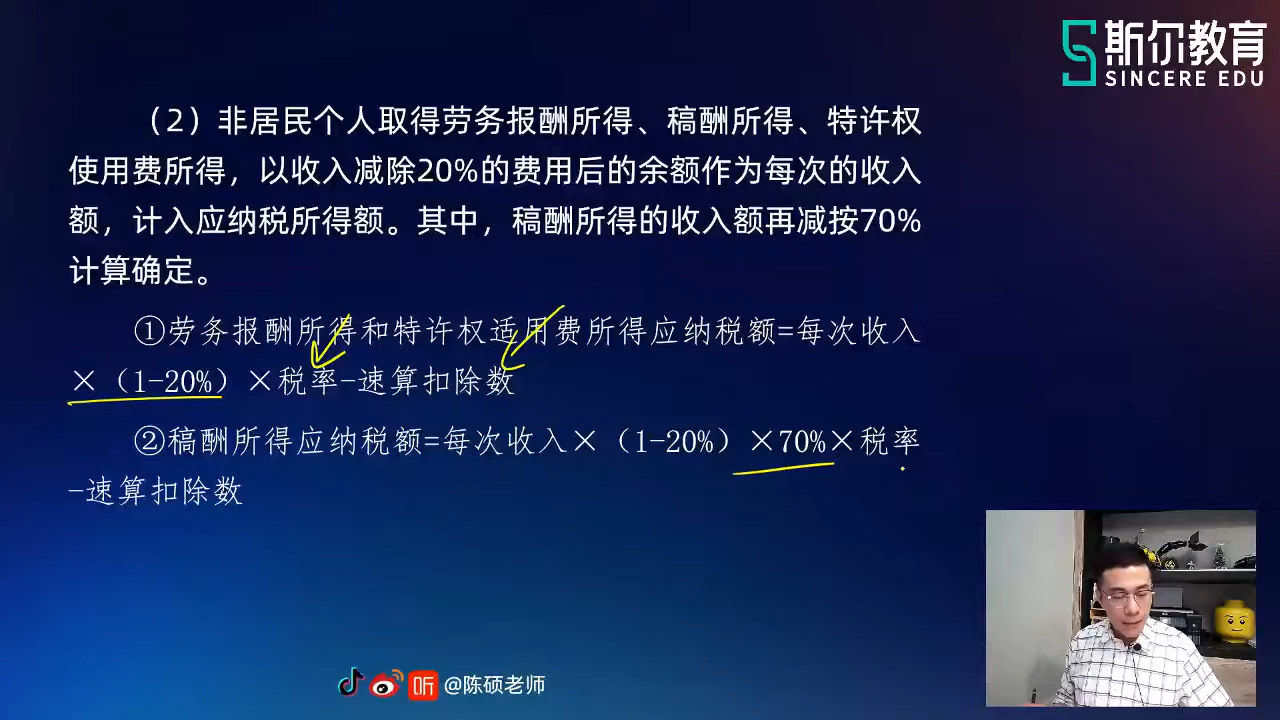 斯尔教育
SINCERE EDU
（2）非居民个人取得劳务报酬所得、稿酬所得、特许权
使用费所得，以收入减除20%的费用后的余额作为每次的收入
额，计入应纳税所得额。其中，稿酬所得的收入额再减按70%
计算确定。
①劳务报酬所得和特许权适用费所得应纳税额=每次收入
×（1-20%）×税率-速算扣除数
②稿酬所得应纳税额=每次收入×（1-20%）×70%×税率
-速算扣除数
听 @陈硕老师